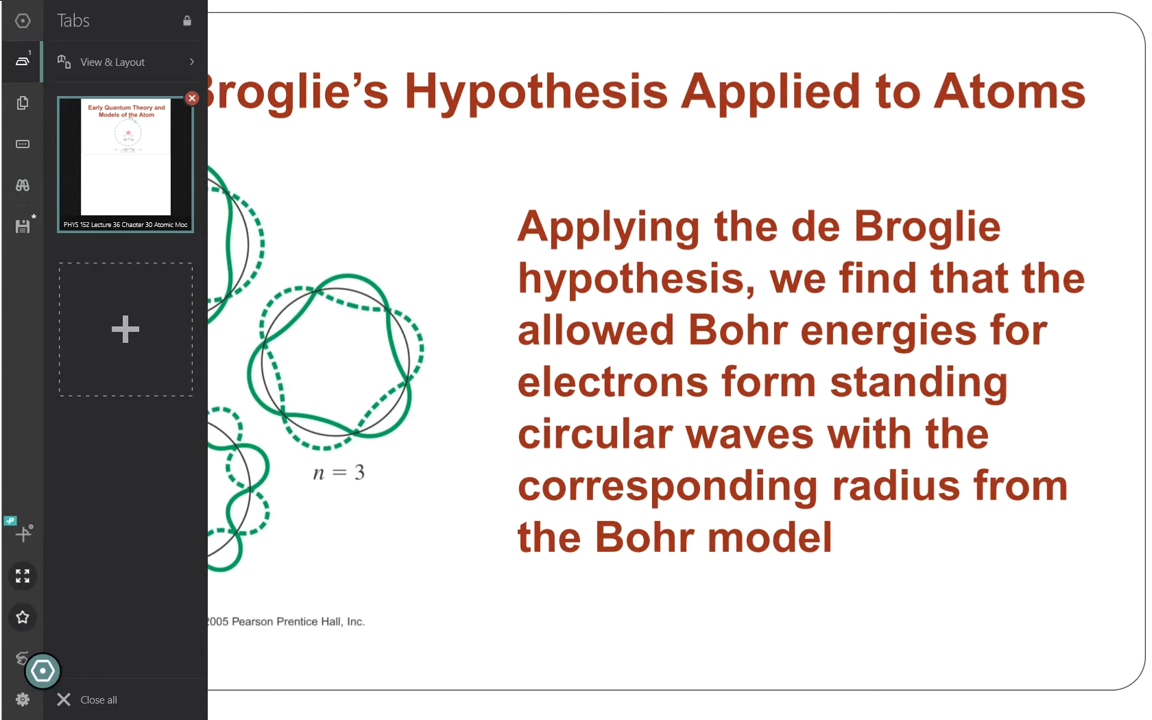 Tabs
1
View & Layout
Early Quantum Theory and
Models of the Atom
PHYS 152 Lecture 36 Chapter 30 Atomic Moc
Close all
Broglie's Hypothesis Applied to Atoms
n = 3
2005 Pearson Prentice Hall, Inc.
Applying the de Broglie
hypothesis, we find that the
allowed Bohr energies for
electrons form standing
circular waves with the
corresponding radius from
the Bohr model